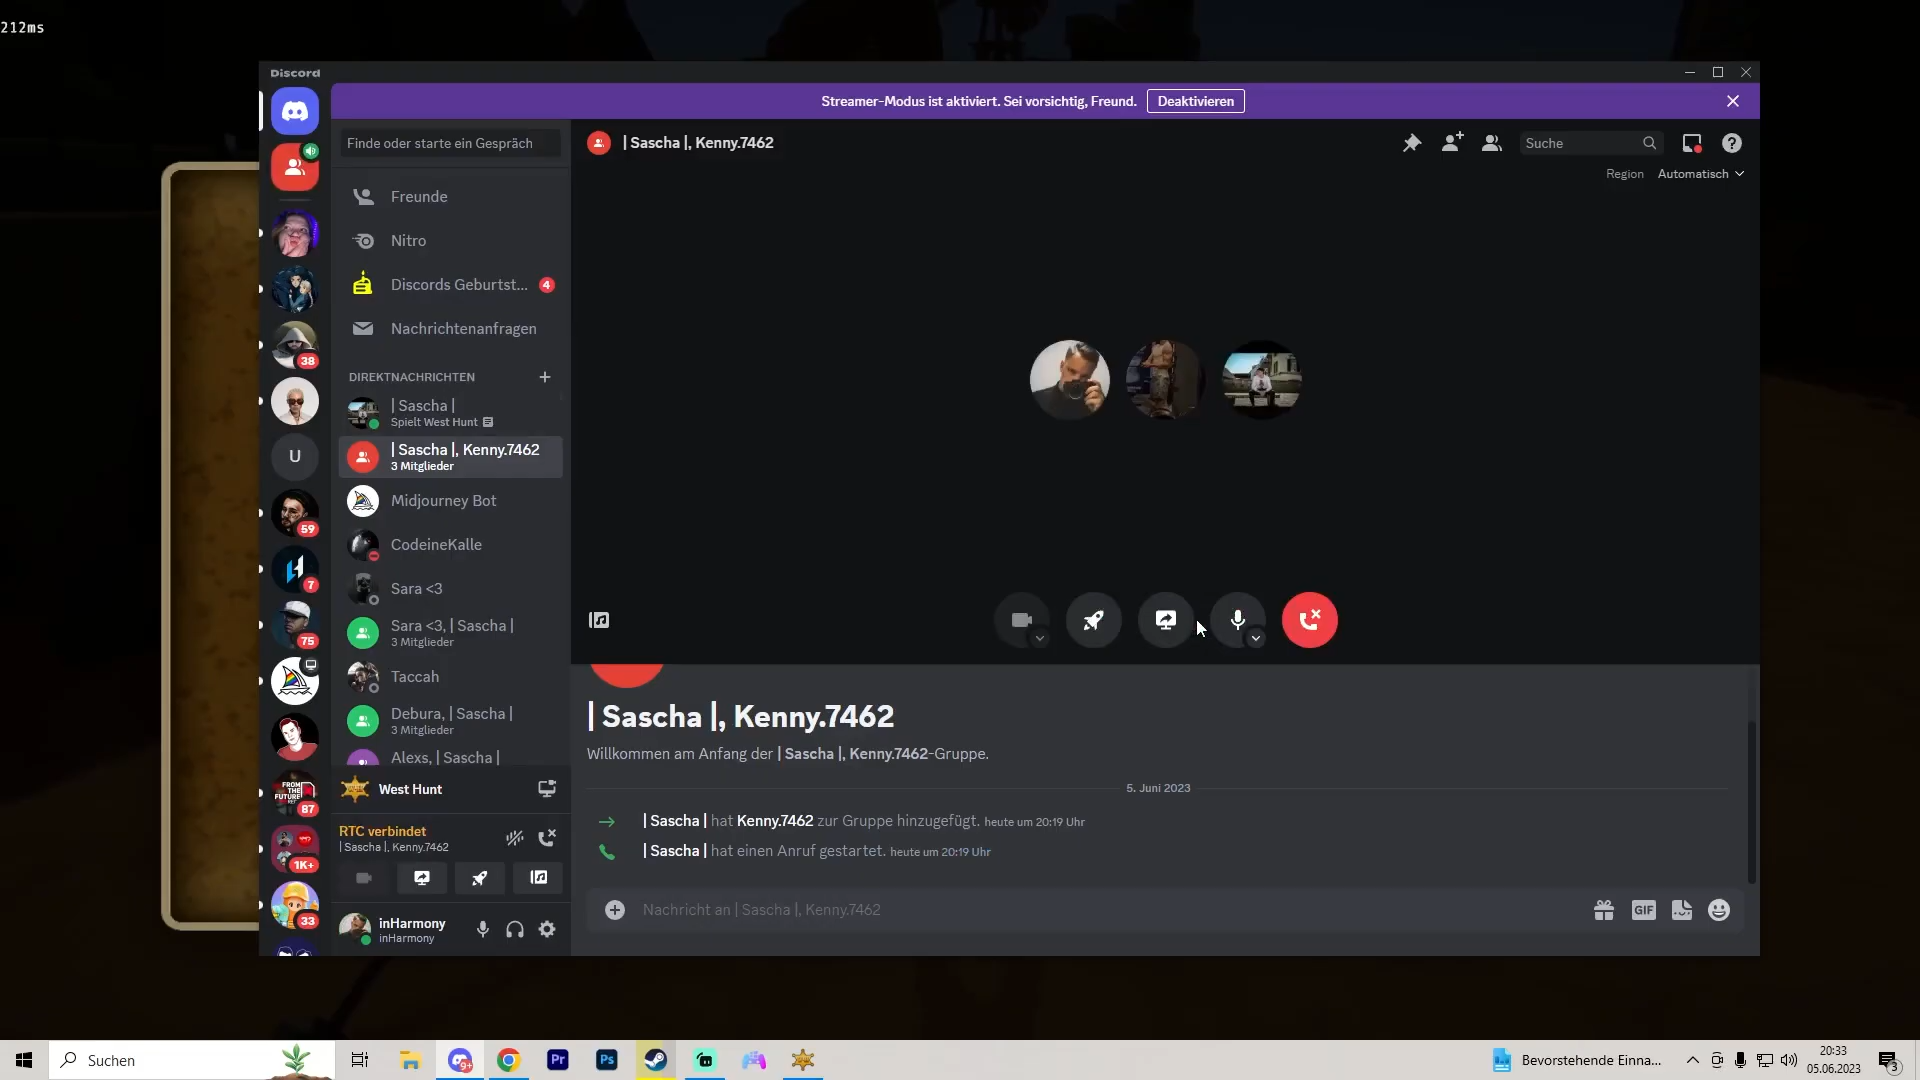 212ms
Discord
Streamer-Modus ist aktiviert. Sei vorsichtig, Freund. Deaktivieren
Finde oder starte ein Gespräch
Freunde
Nitro
Discords Geburtst... 4
Nachrichtenanfragen
DIREKTNACHRICHTEN
| Sascha |
Spielt West Hunt
| Sascha |, Kenny.7462
3 Mitglieder
Midjourney Bot
CodeineKalle
Sara <3
Sara <3, | Sascha |
3 Mitglieder
Taccah
Debura, | Sascha |
3 Mitglieder
Alexs, | Sascha |
West Hunt
RTC verbindet
| Sascha |, Kenny.7462
inHarmony
inHarmony
38
U
59
7
75
FROM THE FUTURE
87
1K+
33
| Sascha |, Kenny.7462
Suche
Region Automatisch
| Sascha |, Kenny.7462
Willkommen am Anfang der | Sascha |, Kenny.7462-Gruppe.
5. Juni 2023
| Sascha | hat Kenny.7462 zur Gruppe hinzugefügt. heute um 20:19 Uhr
| Sascha | hat einen Anruf gestartet. heute um 20:19 Uhr
Nachricht an | Sascha |, Kenny.7462
GIF
Suchen
9+
Pr
Ps
Bevorstehende Einna...
20:33
05.06.2023
3